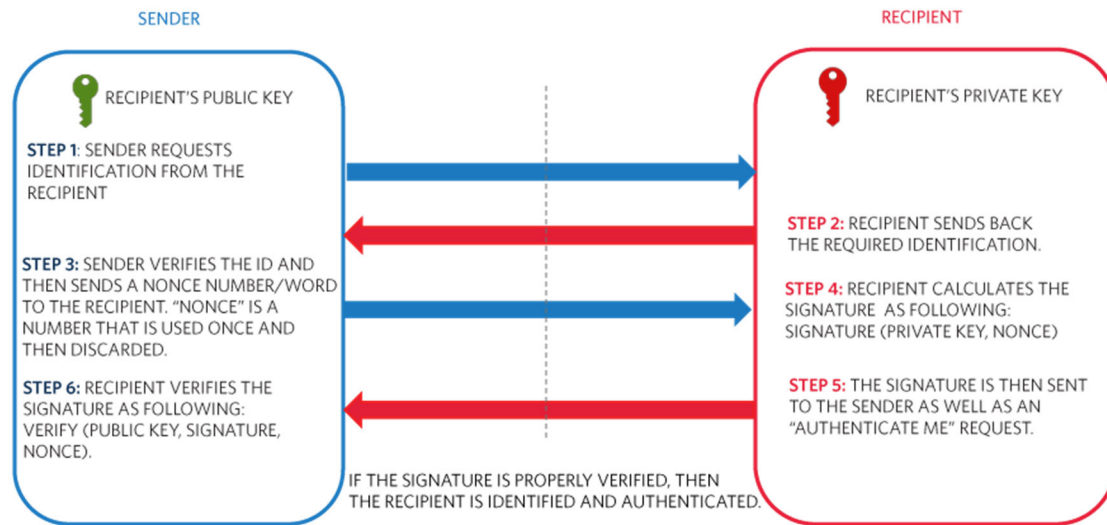 SENDER
RECIPIENT
RECIPIENT'S PUBLIC KEY
RECIPIENT'S PRIVATE KEY
STEP 1: SENDER REQUESTS
IDENTIFICATION FROM THE
RECIPIENT
STEP 2: RECIPIENT SENDS BACK
THE REQUIRED IDENTIFICATION.
STEP 3: SENDER VERIFIES THE ID AND
THEN SENDS A NONCE NUMBER/WORD
TO THE RECIPIENT. “NONCE” IS A
NUMBER THAT IS USED ONCE AND
THEN DISCARDED.
STEP 4: RECIPIENT CALCULATES THE
SIGNATURE AS FOLLOWING:
SIGNATURE (PRIVATE KEY, NONCE)
STEP 5: THE SIGNATURE IS THEN SENT
TO THE SENDER AS WELL AS AN
“AUTHENTICATE ME” REQUEST.
STEP 6: RECIPIENT VERIFIES THE
SIGNATURE AS FOLLOWING:
VERIFY (PUBLIC KEY, SIGNATURE,
NONCE).
IF THE SIGNATURE IS PROPERLY VERIFIED, THEN
THE RECIPIENT IS IDENTIFIED AND AUTHENTICATED.